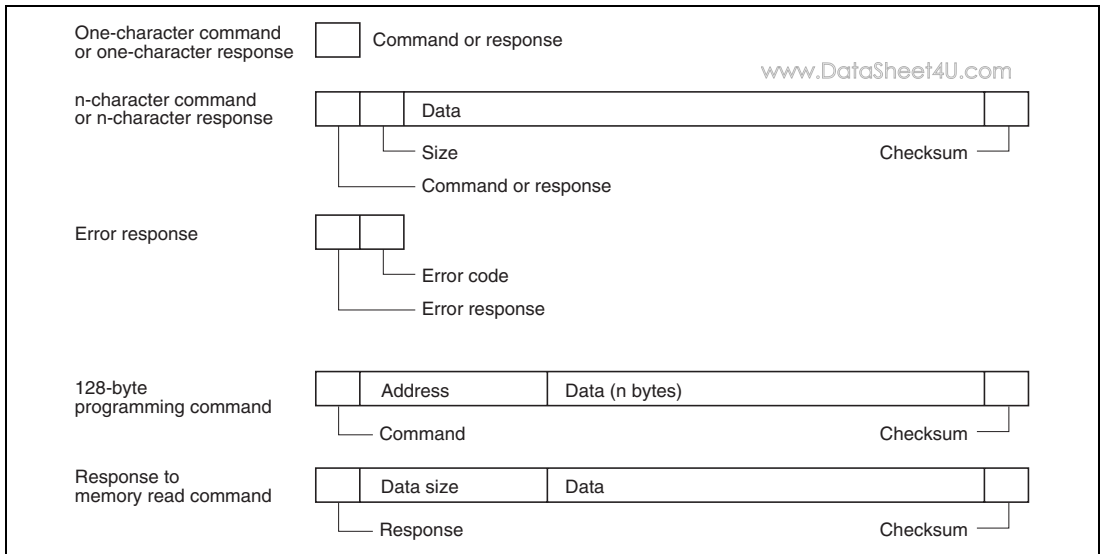 One-character command
or one-character response
Command or response
www.DataSheet4U.com
n-character command
or n-character response
Data
Size
Checksum
Command or response
Error response
Error code
Error response
128-byte
programming command
Address
Data (n bytes)
Command
Checksum
Response to
memory read command
Data size
Data
Response
Checksum